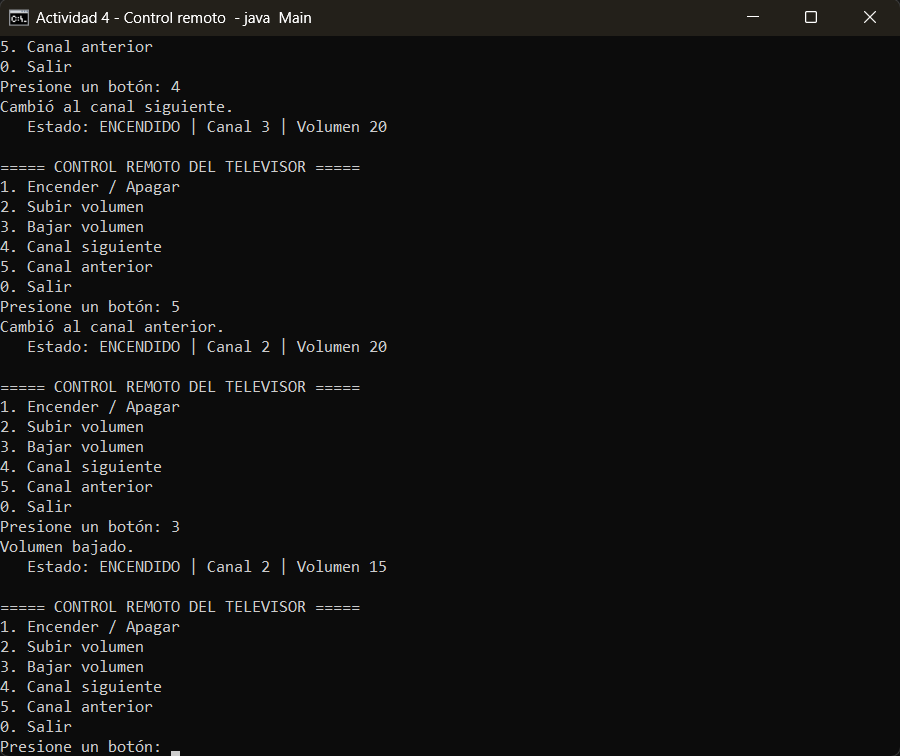 Actividad 4 - Control remoto - java Main
5. Canal anterior
0. Salir
Presione un botón: 4
Cambió al canal siguiente.
   Estado: ENCENDIDO | Canal 3 | Volumen 20

===== CONTROL REMOTO DEL TELEVISOR =====
1. Encender / Apagar
2. Subir volumen
3. Bajar volumen
4. Canal siguiente
5. Canal anterior
0. Salir
Presione un botón: 5
Cambió al canal anterior.
   Estado: ENCENDIDO | Canal 2 | Volumen 20

===== CONTROL REMOTO DEL TELEVISOR =====
1. Encender / Apagar
2. Subir volumen
3. Bajar volumen
4. Canal siguiente
5. Canal anterior
0. Salir
Presione un botón: 3
Volumen bajado.
   Estado: ENCENDIDO | Canal 2 | Volumen 15

===== CONTROL REMOTO DEL TELEVISOR =====
1. Encender / Apagar
2. Subir volumen
3. Bajar volumen
4. Canal siguiente
5. Canal anterior
0. Salir
Presione un botón: